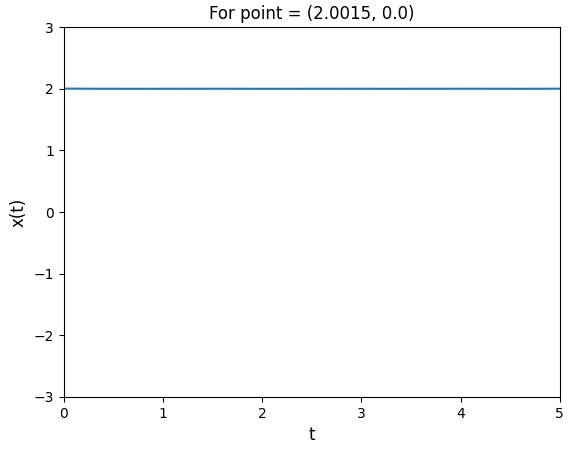 For point = (2.0015, 0.0)
3
2
1
0
−1
−2
−3
x(t)
0 1 2 3 4 5
t